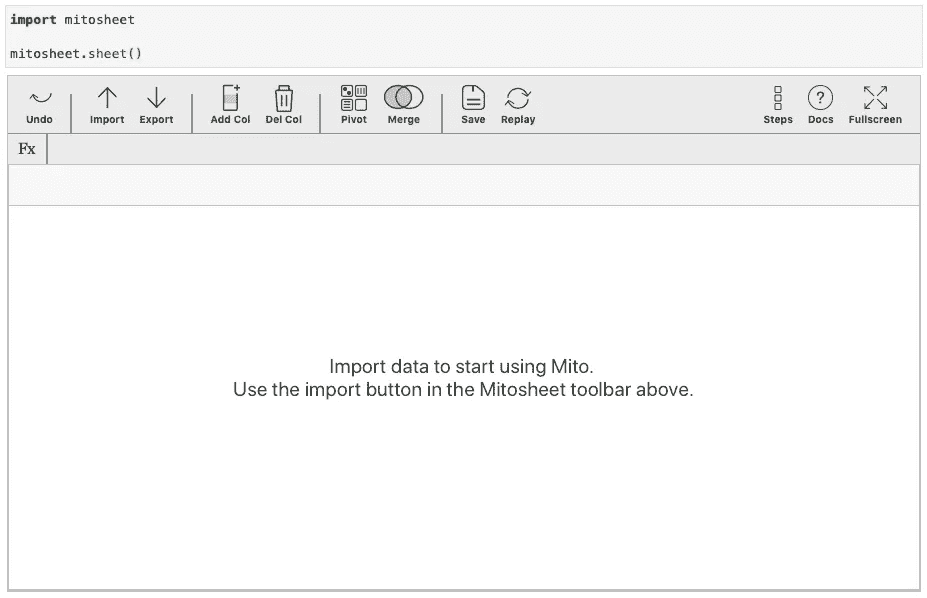 import mitosheet
mitosheet.sheet()
Undo Import Export Add Col Del Col Pivot Merge Save Replay Steps ? Docs Fullscreen
Fx
Import data to start using Mito.
Use the import button in the Mitosheet toolbar above.